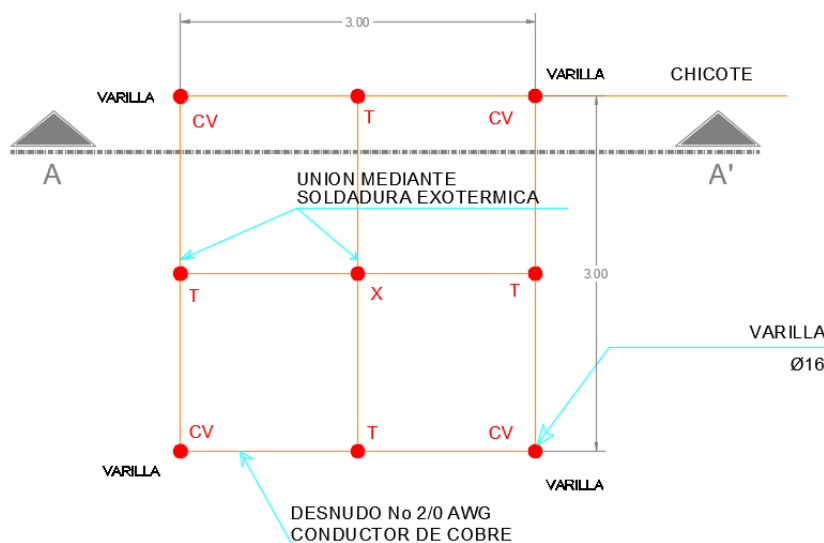 3.00
VARILLA
CHICOTE
VARILLA
CV
T
CV
A
A'
UNION MEDIANTE
SOLDADURA EXOTERMICA
3.00
T
X
T
VARILLA
Ø16
CV
T
CV
VARILLA
VARILLA
DESNUDO No 2/0 AWG
CONDUCTOR DE COBRE